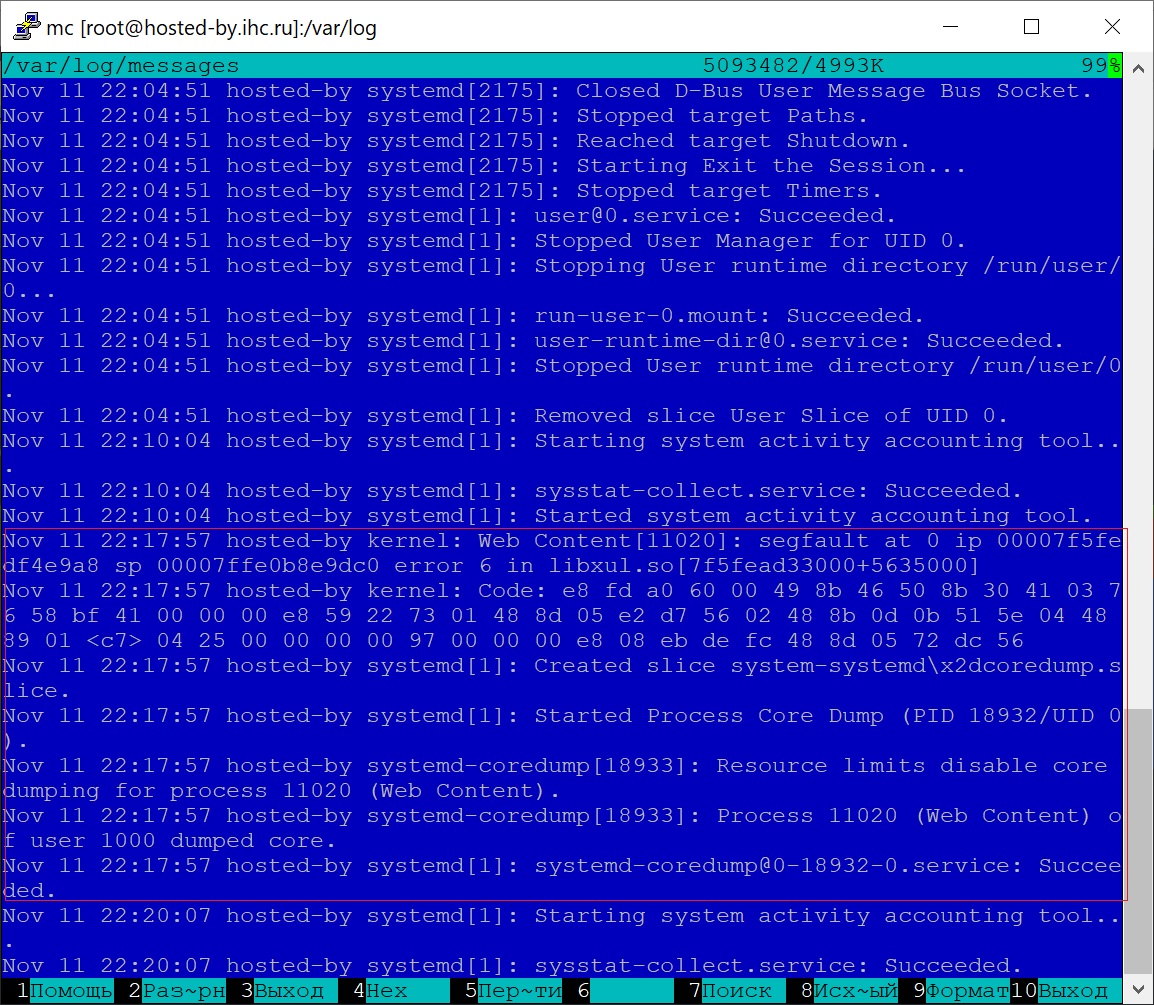 mc [root@hosted-by.ihc.ru]:/var/log
/var/log/messages 5093482/4993K 99%
Nov 11 22:04:51 hosted-by systemd[2175]: Closed D-Bus User Message Bus Socket.
Nov 11 22:04:51 hosted-by systemd[2175]: Stopped target Paths.
Nov 11 22:04:51 hosted-by systemd[2175]: Reached target Shutdown.
Nov 11 22:04:51 hosted-by systemd[2175]: Starting Exit the Session...
Nov 11 22:04:51 hosted-by systemd[2175]: Stopped target Timers.
Nov 11 22:04:51 hosted-by systemd[1]: user@0.service: Succeeded.
Nov 11 22:04:51 hosted-by systemd[1]: Stopped User Manager for UID 0.
Nov 11 22:04:51 hosted-by systemd[1]: Stopping User runtime directory /run/user/
0...
Nov 11 22:04:51 hosted-by systemd[1]: run-user-0.mount: Succeeded.
Nov 11 22:04:51 hosted-by systemd[1]: user-runtime-dir@0.service: Succeeded.
Nov 11 22:04:51 hosted-by systemd[1]: Stopped User runtime directory /run/user/0
.
Nov 11 22:04:51 hosted-by systemd[1]: Removed slice User Slice of UID 0.
Nov 11 22:10:04 hosted-by systemd[1]: Starting system activity accounting tool..
.
Nov 11 22:10:04 hosted-by systemd[1]: sysstat-collect.service: Succeeded.
Nov 11 22:10:04 hosted-by systemd[1]: Started system activity accounting tool.
Nov 11 22:17:57 hosted-by kernel: Web Content[11020]: segfault at 0 ip 00007f5fe
df4e9a8 sp 00007ffe0b8e9dc0 error 6 in libxul.so[7f5fead33000+5635000]
Nov 11 22:17:57 hosted-by kernel: Code: e8 fd a0 60 00 49 8b 46 50 8b 30 41 03 7
6 58 bf 41 00 00 00 e8 59 22 73 01 48 8d 05 e2 d7 56 02 48 8b 0d 0b 51 5e 04 48
89 01 <c7> 04 25 00 00 00 00 97 00 00 00 e8 08 eb de fc 48 8d 05 72 dc 56
Nov 11 22:17:57 hosted-by systemd[1]: Created slice system-systemd\x2dcoredump.s
lice.
Nov 11 22:17:57 hosted-by systemd[1]: Started Process Core Dump (PID 18932/UID 0
).
Nov 11 22:17:57 hosted-by systemd-coredump[18933]: Resource limits disable core
dumping for process 11020 (Web Content).
Nov 11 22:17:57 hosted-by systemd-coredump[18933]: Process 11020 (Web Content) o
f user 1000 dumped core.
Nov 11 22:17:57 hosted-by systemd[1]: systemd-coredump@0-18932-0.service: Succee
ded.
Nov 11 22:20:07 hosted-by systemd[1]: Starting system activity accounting tool..
.
Nov 11 22:20:07 hosted-by systemd[1]: sysstat-collect.service: Succeeded.
1Помощь 2Раз~рн 3Выход 4Hex 5Пер~ти 6 7Поиск 8Исх~ый 9Формат 10Выход